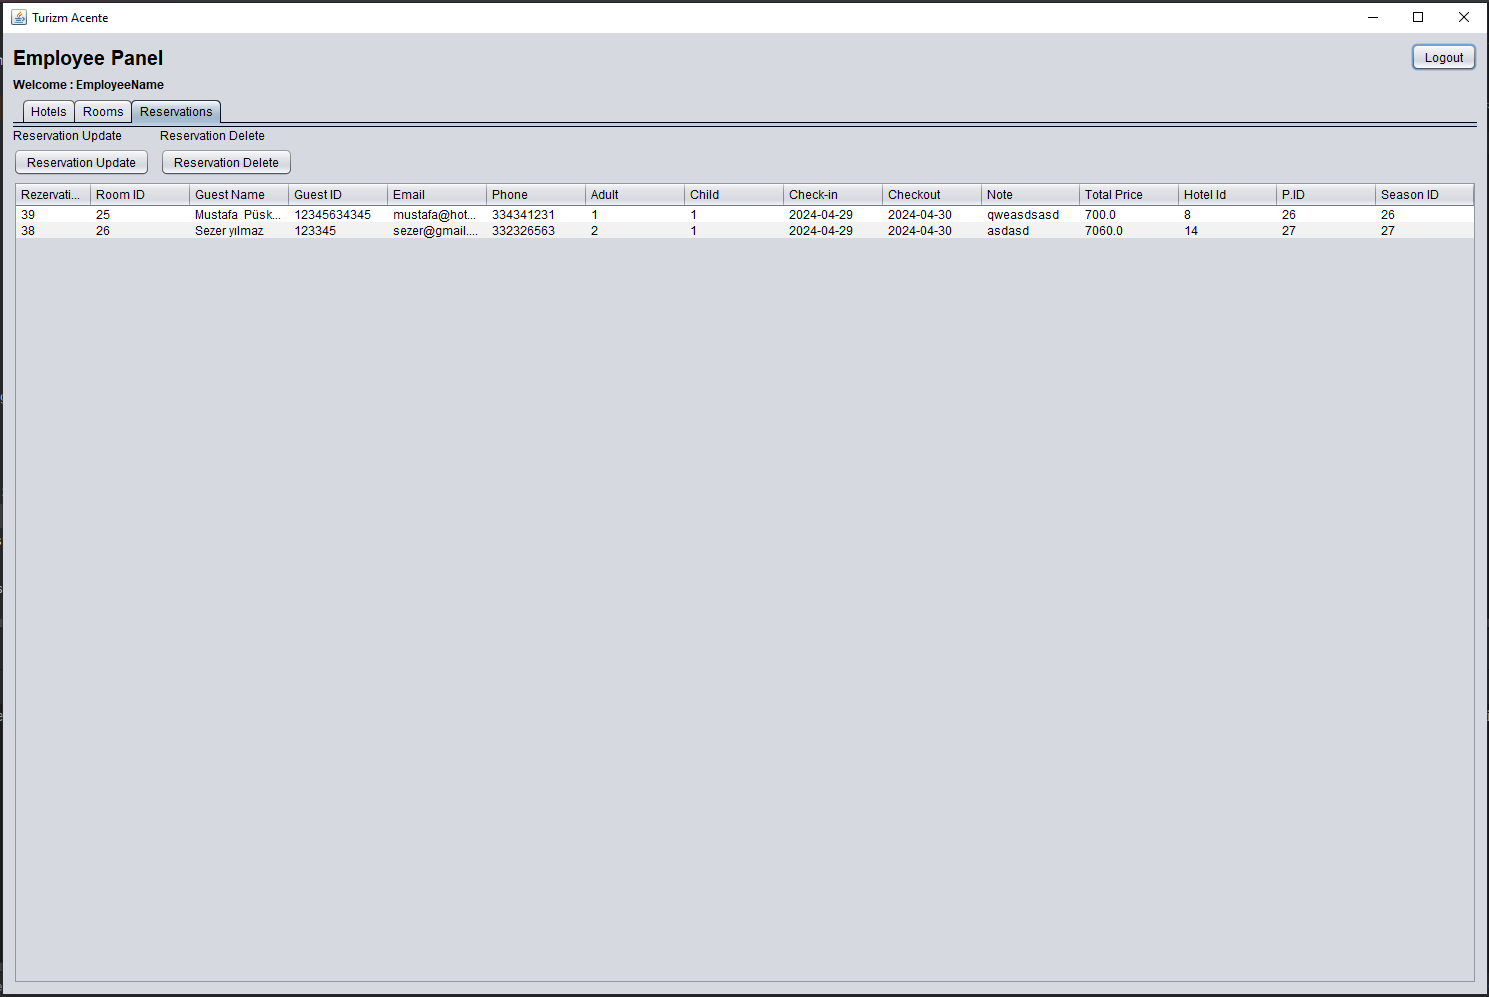 Turizm Acente
Employee Panel
Logout
Welcome : EmployeeName
Hotels Rooms Reservations
Reservation Update Reservation Delete
Reservation Update Reservation Delete
Rezervati... Room ID Guest Name Guest ID Email Phone Adult Child Check-in Checkout Note Total Price Hotel Id P.ID Season ID
39 25 Mustafa Püsk... 12345634345 mustafa@hot... 334341231 1 1 2024-04-29 2024-04-30 qweasdsasd 700.0 8 26 26
38 26 Sezer yılmaz 123345 sezer@gmail.... 332326563 2 1 2024-04-29 2024-04-30 asdasd 7060.0 14 27 27